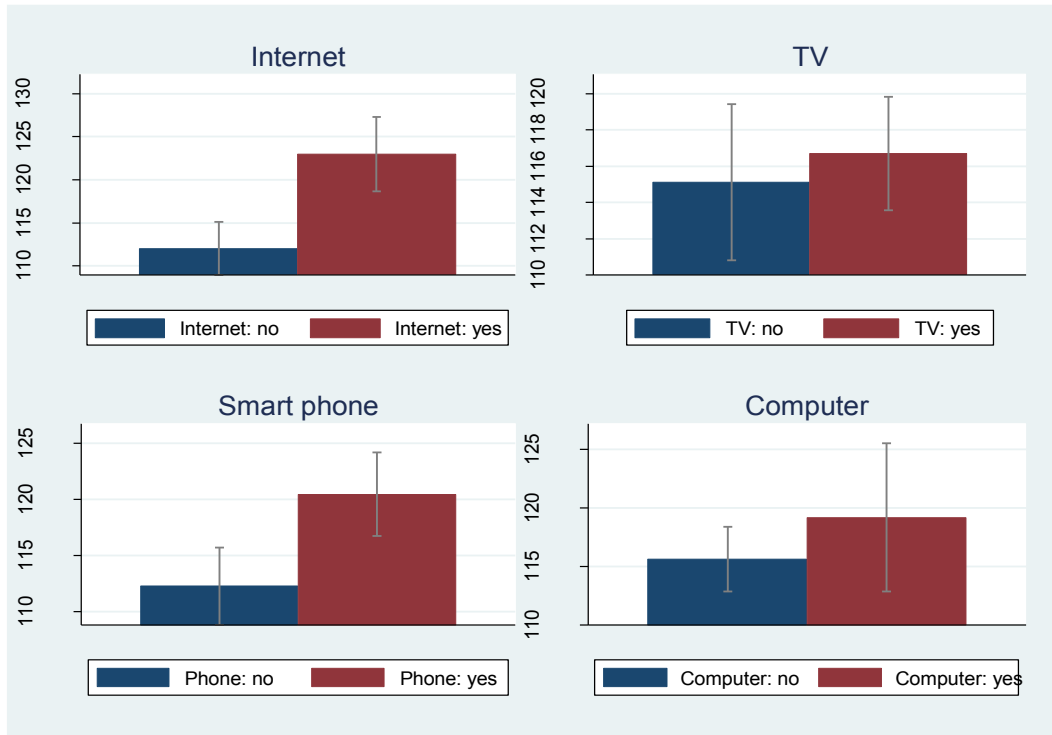 Internet
130
125
120
115
110
Internet: no Internet: yes
TV
120
118
116
114
112
110
TV: no TV: yes
Smart phone
125
120
115
110
Phone: no Phone: yes
Computer
125
120
115
110
Computer: no Computer: yes